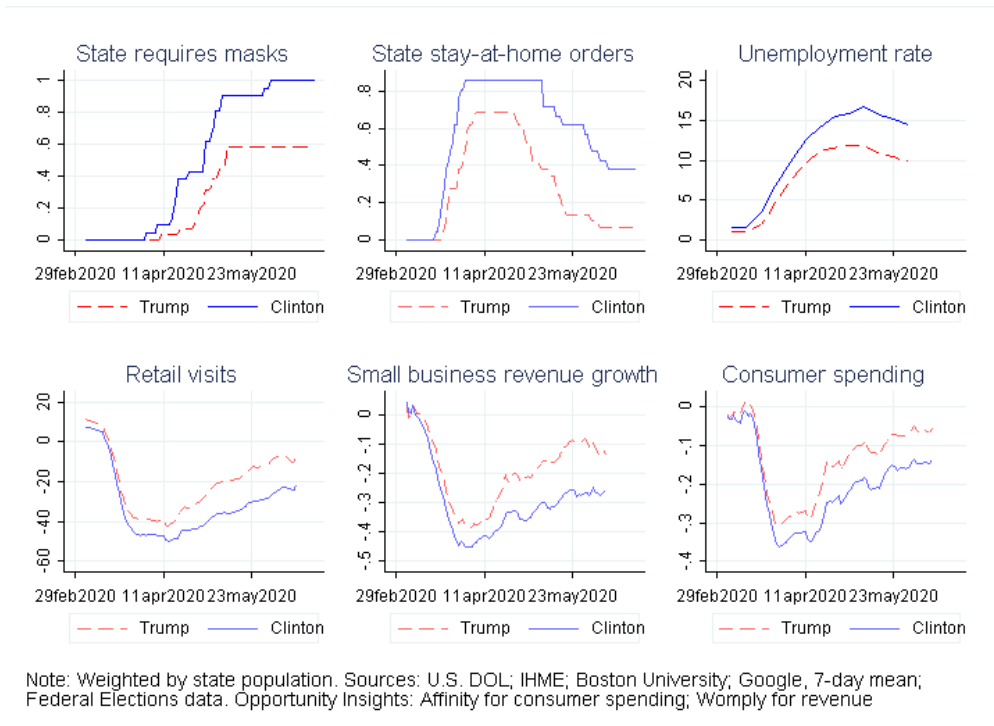 State requires masks
0 .2 .4 .6 .8 1
29feb2020 11apr2020 23may2020
Trump Clinton
State stay-at-home orders
0 .2 .4 .6 .8
29feb2020 11apr2020 23may2020
Trump Clinton
Unemployment rate
0 5 10 15 20
29feb2020 11apr2020 23may2020
Trump Clinton
Retail visits
-60 -40 -20 0 20
29feb2020 11apr2020 23may2020
Trump Clinton
Small business revenue growth
-.5 -.4 -.3 -.2 -.1 0
29feb2020 11apr2020 23may2020
Trump Clinton
Consumer spending
-.4 -.3 -.2 -.1 0
29feb2020 11apr2020 23may2020
Trump Clinton
Note: Weighted by state population. Sources: U.S. DOL; IHME; Boston University; Google, 7-day mean;
Federal Elections data. Opportunity Insights: Affinity for consumer spending; Womply for revenue